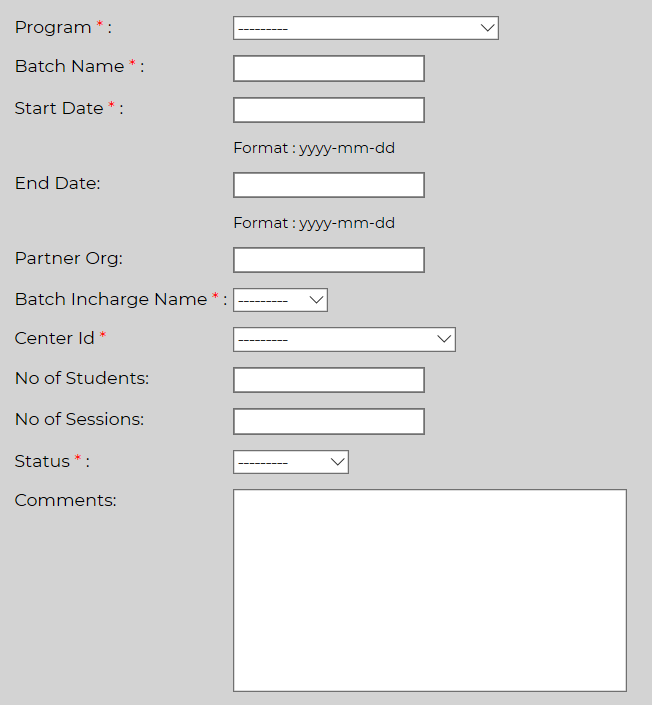 Program * : ---------
Batch Name * :
Start Date * :
Format : yyyy-mm-dd
End Date:
Format : yyyy-mm-dd
Partner Org:
Batch Incharge Name * : ---------
Center Id * ---------
No of Students:
No of Sessions:
Status * : ---------
Comments: